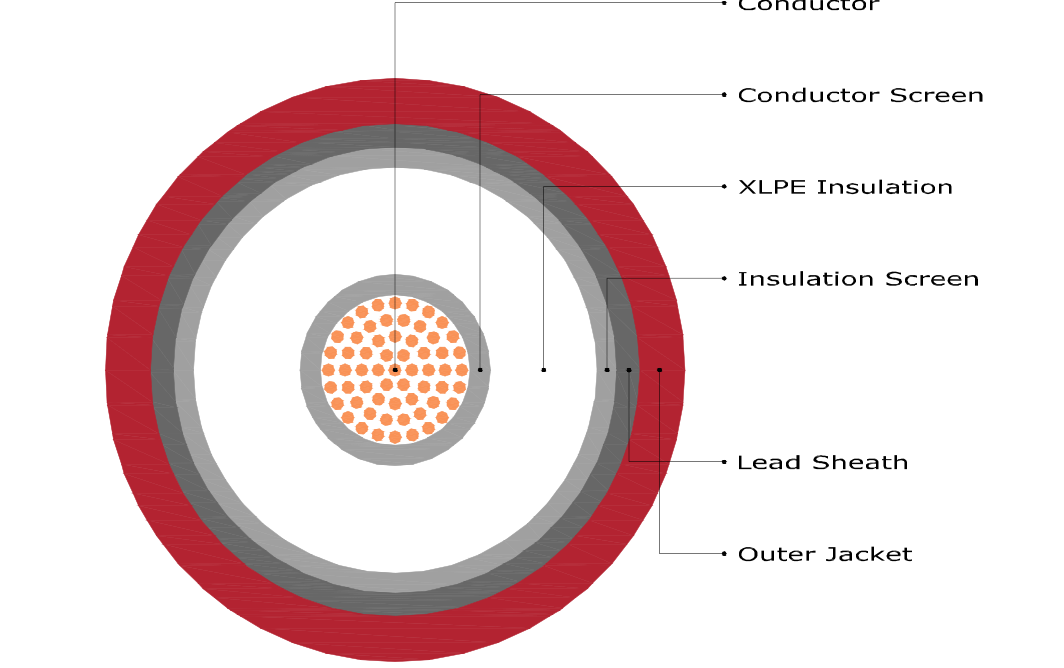 Conductor
Conductor Screen
XLPE Insulation
Insulation Screen
Lead Sheath
Outer Jacket